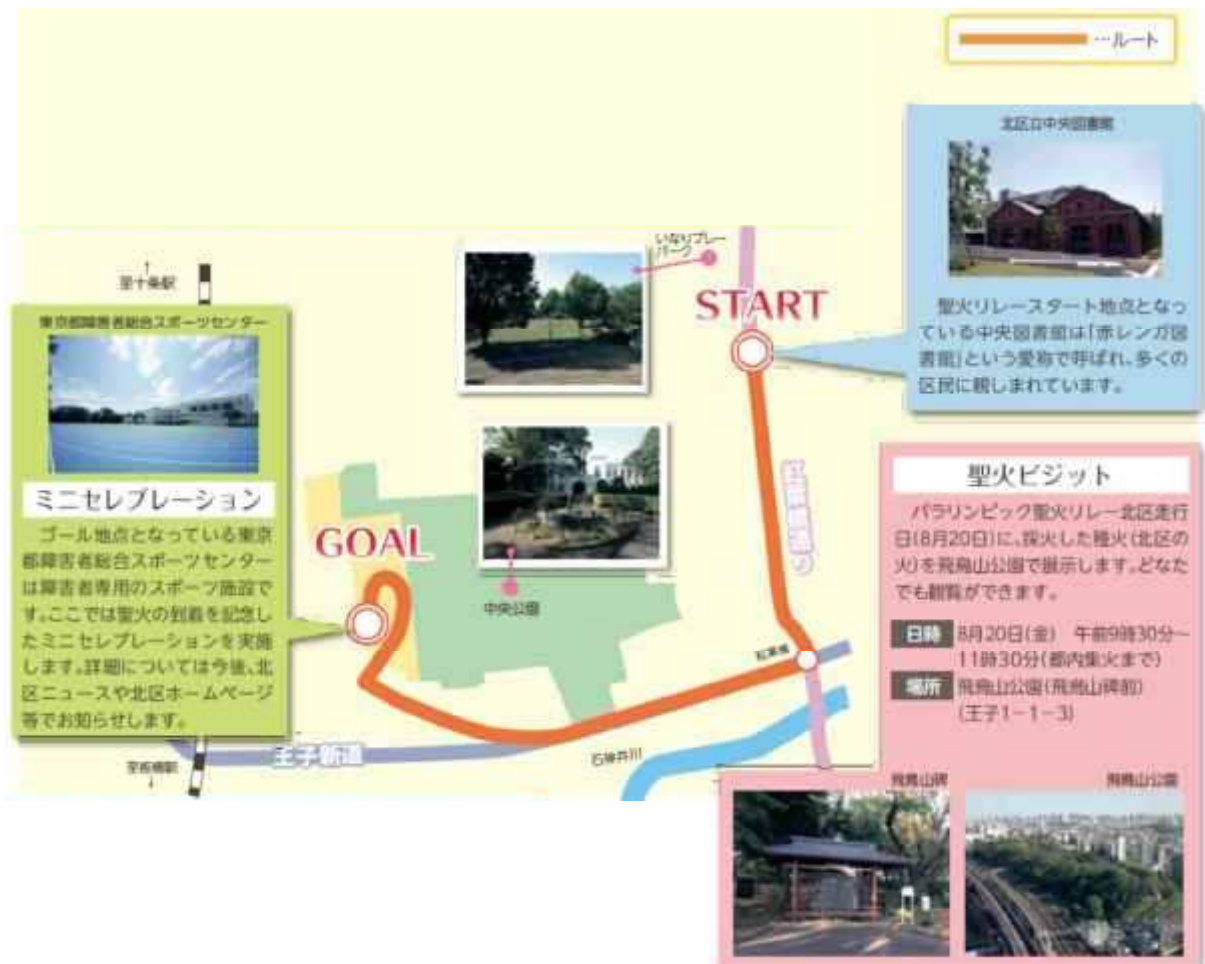 …ルート
北区立中央図書館
聖火リレースタート地点となっ
ている中央図書館は「赤レンガ図
書館」という愛称で呼ばれ、多くの
区民に親しまれています。
いなりプレー
パーク
START
↑
至十条駅
東京都障害者総合スポーツセンター
ミニセレブレーション
ゴール地点となっている東京
都障害者総合スポーツセンター
は障害者専用のスポーツ施設で
す。ここでは聖火の到着を記念し
たミニセレブレーションを実施
します。詳細については今後、北
区ニュースや北区ホームページ
等でお知らせします。
GOAL
中央公園
王子新道
石神井川
至板橋駅
↓
聖火ビジット
パラリンピック聖火リレー北区走行
日(8月20日)に、採火した種火(北区の
火)を飛鳥山公園で展示します。どなた
でも観覧ができます。
日時 8月20日(金) 午前9時30分~
11時30分(都内集火まで)
場所 飛鳥山公園(飛鳥山碑前)
(王子1-1-3)
飛鳥山碑
飛鳥山公園